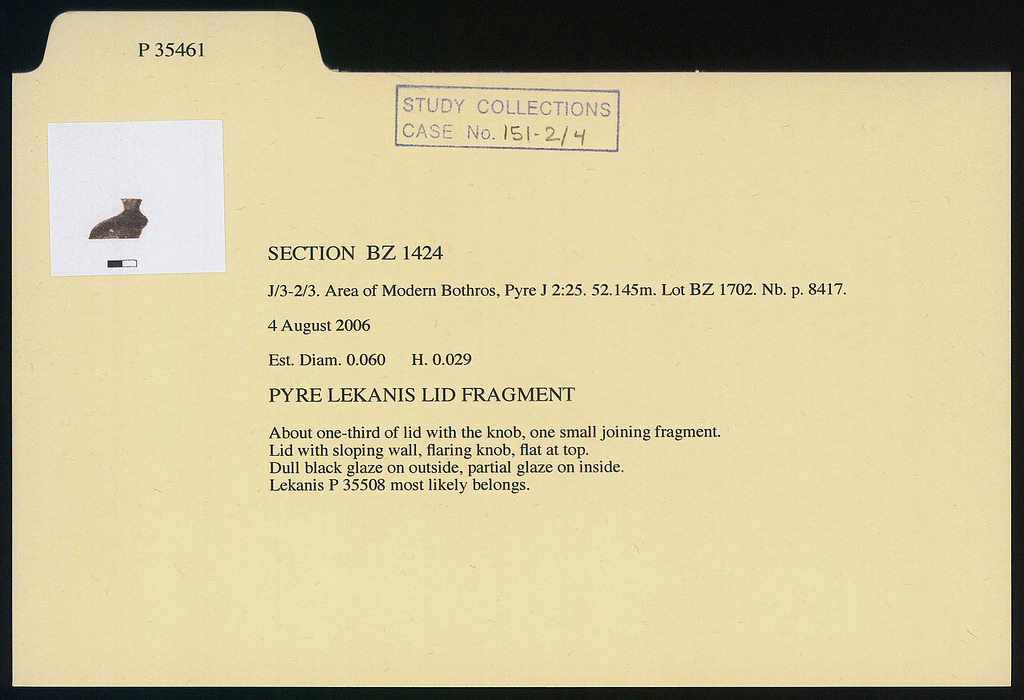 P 35461
STUDY COLLECTIONS
CASE No. 151-2/4
SECTION BZ 1424
J/3-2/3. Area of Modern Bothros, Pyre J 2:25. 52.145m. Lot BZ 1702. Nb. p. 8417.
4 August 2006
Est. Diam. 0.060 H. 0.029
PYRE LEKANIS LID FRAGMENT
About one-third of lid with the knob, one small joining fragment.
Lid with sloping wall, flaring knob, flat at top.
Dull black glaze on outside, partial glaze on inside.
Lekanis P 35508 most likely belongs.